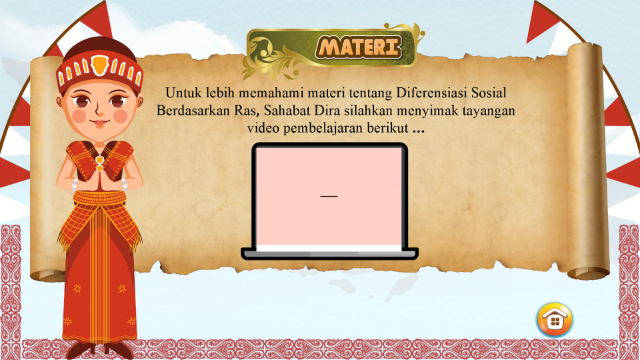 MATERI
Untuk lebih memahami materi tentang Diferensiasi Sosial
Berdasarkan Ras, Sahabat Dira silahkan menyimak tayangan
video pembelajaran berikut ...